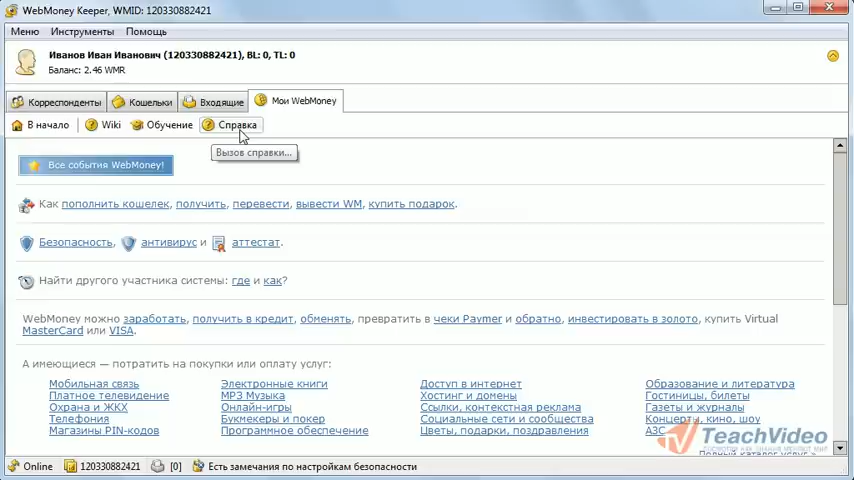 WebMoney Keeper, WMID: 120330882421
Меню Инструменты Помощь
Иванов Иван Иванович (120330882421), BL: 0, TL: 0
Баланс: 2.46 WMR
Корреспонденты Кошельки Входящие Мои WebMoney
В начало Wiki Обучение Справка
Вызов справки...
Все события WebMoney!
Как пополнить кошелек, получить, перевести, вывести WM, купить подарок.
Безопасность, антивирус и аттестат.
Найти другого участника системы: где и как?
WebMoney можно заработать, получить в кредит, обменять, превратить в чеки Paymer и обратно, инвестировать в золото, купить Virtual
MasterCard или VISA.
А имеющиеся — потратить на покупки или оплату услуг:
Мобильная связь Электронные книги Доступ в интернет Образование и литература
Платное телевидение MP3 Музыка Хостинг и домены Гостиницы, билеты
Охрана и ЖКХ Онлайн-игры Ссылки, контекстная реклама Газеты и журналы
Телефония Букмекеры и покер Социальные сети и сообщества Концерты, кино, шоу
Магазины PIN-кодов Программное обеспечение Цветы, подарки, поздравления АЗС
TeachVideo
Полный каталог услуг »
Online 120330882421 [0] Есть замечания по настройкам безопасности